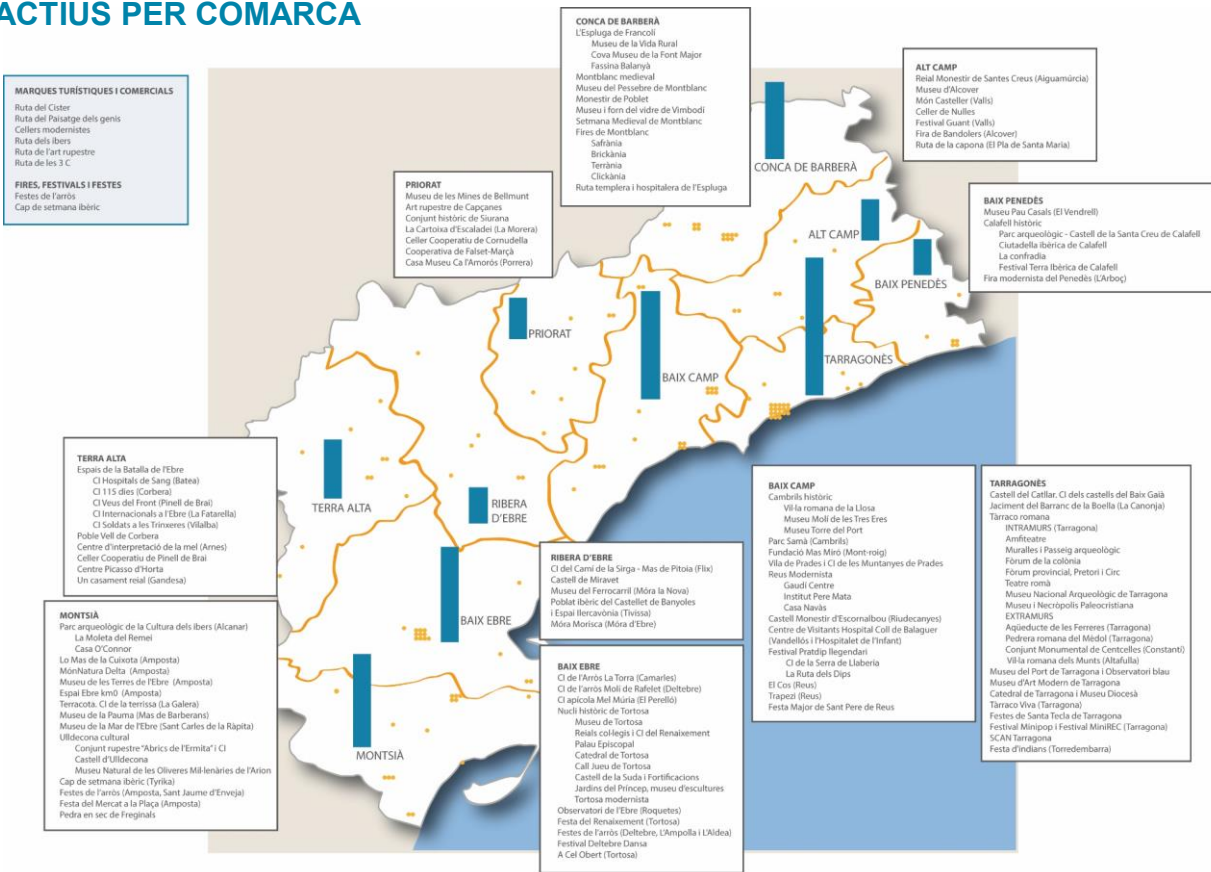 ACTIUS PER COMARCA
MARQUES TURÍSTIQUES I COMERCIALS
Ruta del Cister
Ruta del Paisatge dels genis
Cellers modernistes
Ruta dels ibers
Ruta de l'art rupestre
Ruta de les 3 C
FIRES, FESTIVALS I FESTES
Festes de l'arròs
Cap de setmana ibèric
CONCA DE BARBERÀ
L'Espluga de Francolí
Museu de la Vida Rural
Cova Museu de la Font Major
Fassina Balanyà
Montblanc medieval
Museu del Pessebre de Montblanc
Monestir de Poblet
Museu i forn del vidre de Vimbodí
Setmana Medieval de Montblanc
Fires de Montblanc
Safrània
Brickània
Terrània
Clickània
Ruta templera i hospitalera de l'Espluga
ALT CAMP
Reial Monestir de Santes Creus (Aiguamúrcia)
Museu d'Alcover
Món Casteller (Valls)
Celler de Nulles
Festival Guant (Valls)
Fira de Bandolers (Alcover)
Ruta de la capona (El Pla de Santa Maria)
PRIORAT
Museu de les Mines de Bellmunt
Art rupestre de Capçanes
Conjunt històric de Siurana
La Cartoixa d'Escaladei (La Morera)
Celler Cooperatiu de Cornudella
Cooperativa de Falset-Marçà
Casa Museu Ca l'Amorós (Porrera)
BAIX PENEDÈS
Museu Pau Casals (El Vendrell)
Calafell històric
Parc arqueològic - Castell de la Santa Creu de Calafell
Ciutadella ibèrica de Calafell
La confradia
Festival Terra Ibèrica de Calafell
Fira modernista del Penedès (L'Arboç)
CONCA DE BARBERÀ
ALT CAMP
BAIX PENEDÈS
PRIORAT
BAIX CAMP
TARRAGONÈS
TERRA ALTA
RIBERA
D'EBRE
BAIX EBRE
MONTSIÀ
TERRA ALTA
Espais de la Batalla de l'Ebre
CI Hospitals de Sang (Batea)
CI 115 dies (Corbera)
CI Veus del Front (Pinell de Brai)
CI Internacionals a l'Ebre (La Fatarella)
CI Soldats a les Trinxeres (Vilalba)
Poble Vell de Corbera
Centre d'interpretació de la mel (Arnes)
Celler Cooperatiu de Pinell de Brai
Centre Picasso d'Horta
Un casament reial (Gandesa)
MONTSIÀ
Parc arqueològic de la Cultura dels ibers (Alcanar)
La Moleta del Remei
Casa O'Connor
Lo Mas de la Cuixota (Amposta)
MónNatura Delta (Amposta)
Museu de les Terres de l'Ebre (Amposta)
Espai Ebre km0 (Amposta)
Terracota. CI de la terrissa (La Galera)
Museu de la Pauma (Mas de Barberans)
Museu de la Mar de l'Ebre (Sant Carles de la Ràpita)
Ulldecona cultural
Conjunt rupestre "Abrics de l'Ermita" i CI
Castell d'Ulldecona
Museu Natural de les Oliveres Mil·lenàries de l'Arion
Cap de setmana ibèric (Tyrika)
Festes de l'arròs (Amposta, Sant Jaume d'Enveja)
Festa del Mercat a la Plaça (Amposta)
Pedra en sec de Freginals
RIBERA D'EBRE
CI del Camí de la Sirga - Mas de Pitoia (Flix)
Castell de Miravet
Museu del Ferrocarril (Móra la Nova)
Poblat ibèric del Castellet de Banyoles
i Espai Ilercavònia (Tivissa)
Móra Morisca (Móra d'Ebre)
BAIX EBRE
CI de l'Arròs La Torra (Camarles)
CI de l'arròs Molí de Rafelet (Deltebre)
CI apícola Mel Múria (El Perelló)
Nucli històric de Tortosa
Museu de Tortosa
Reials col·legis i CI del Renaixement
Palau Episcopal
Catedral de Tortosa
Call Jueu de Tortosa
Castell de la Suda i Fortificacions
Jardins del Príncep, museu d'escultures
Tortosa modernista
Observatori de l'Ebre (Roquetes)
Festa del Renaixement (Tortosa)
Festes de l'arròs (Deltebre, L'Ampolla i L'Aldea)
Festival Deltebre Dansa
A Cel Obert (Tortosa)
BAIX CAMP
Cambrils històric
Vil·la romana de la Llosa
Museu Molí de les Tres Eres
Museu Torre del Port
Parc Samà (Cambrils)
Fundació Mas Miró (Mont-roig)
Vila de Prades i CI de les Muntanyes de Prades
Reus Modernista
Gaudí Centre
Institut Pere Mata
Casa Navàs
Castell Monestir d'Escornalbou (Riudecanyes)
Centre de Visitants Hospital Coll de Balaguer
(Vandellós i l'Hospitalet de l'Infant)
Festival Pratdip llegendari
CI de la Serra de Llaberia
La Ruta dels Dips
El Cos (Reus)
Trapezi (Reus)
Festa Major de Sant Pere de Reus
TARRAGONÈS
Castell del Catllar. CI dels castells del Baix Gaià
Jaciment del Barranc de la Boella (La Canonja)
Tàrraco romana
INTRAMURS (Tarragona)
Amfiteatre
Muralles i Passeig arqueològic
Fòrum de la colònia
Fòrum provincial, Pretori i Circ
Teatre romà
Museu Nacional Arqueològic de Tarragona
Museu i Necròpolis Paleocristiana
EXTRAMURS
Aqüeducte de les Ferreres (Tarragona)
Pedrera romana del Mèdol (Tarragona)
Conjunt Monumental de Centcelles (Constantí)
Vil·la romana dels Munts (Altafulla)
Museu del Port de Tarragona i Observatori blau
Museu d'Art Modern de Tarragona
Catedral de Tarragona i Museu Diocesà
Tàrraco Viva (Tarragona)
Festes de Santa Tecla de Tarragona
Festival Minipop i Festival MiniREC (Tarragona)
SCAN Tarragona
Festa d'indians (Torredembarra)